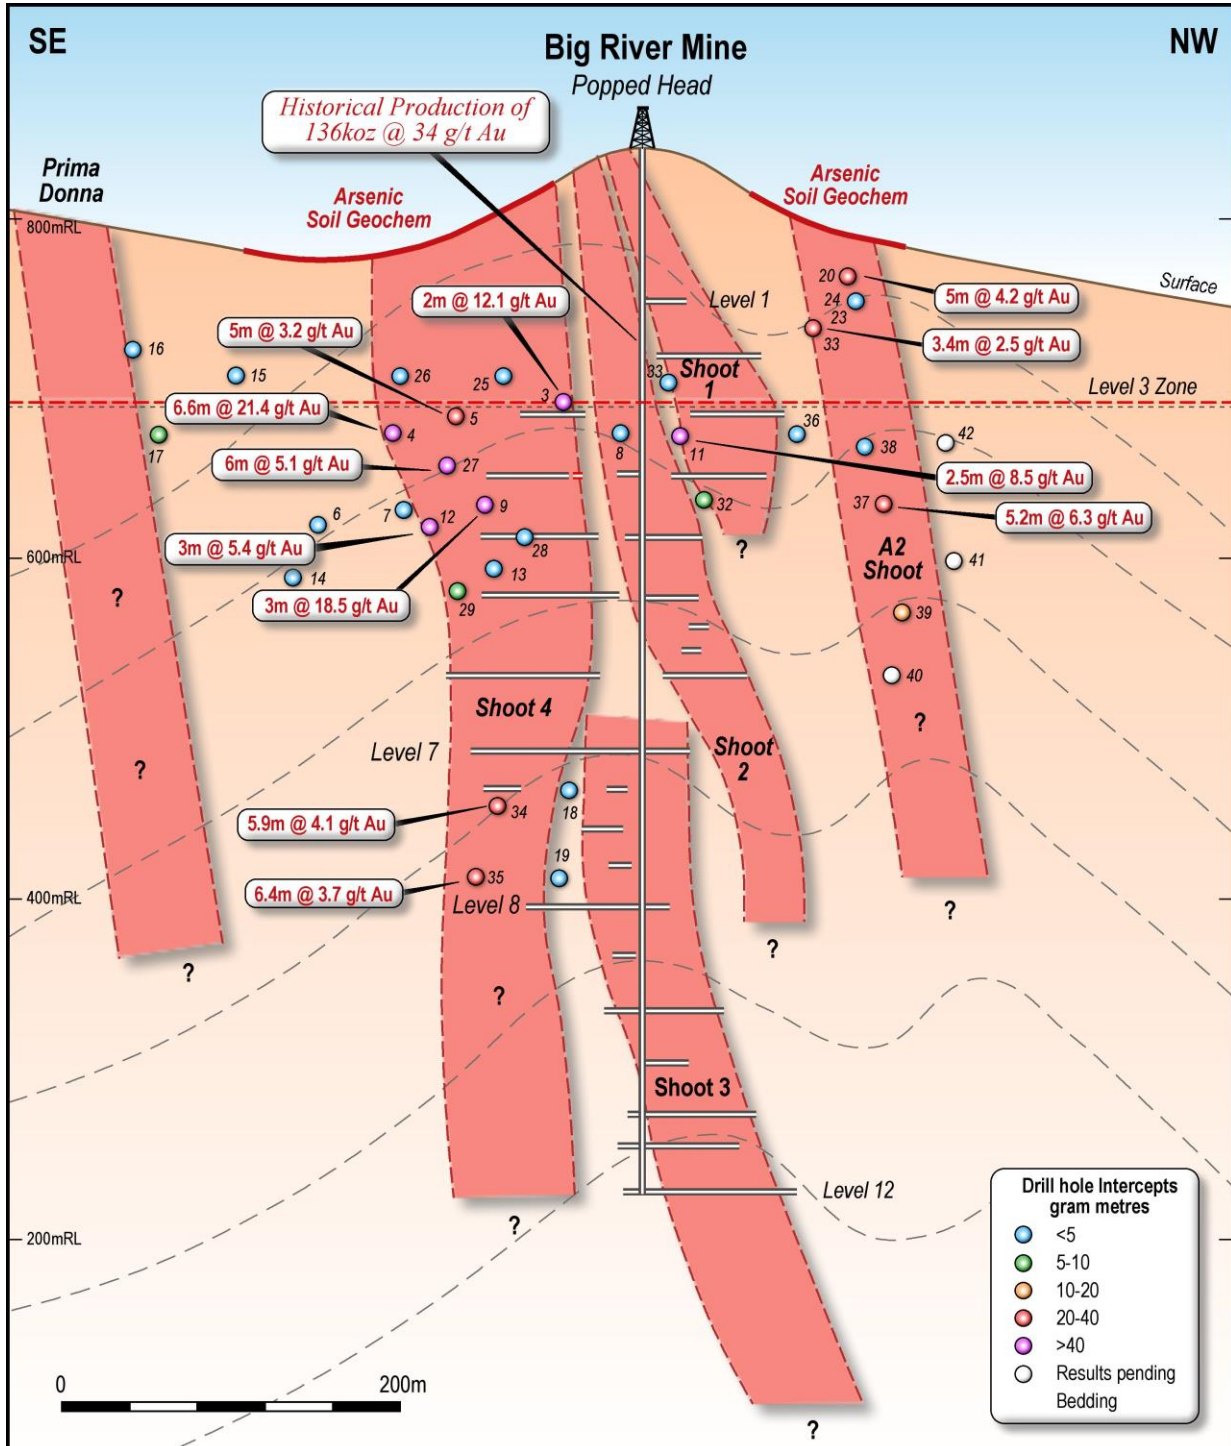 SE
Big River Mine
NW
Popped Head
Historical Production of
136koz @ 34 g/t Au
Prima
Donna
Arsenic
Soil Geochem
Arsenic
Soil Geochem
800mRL
Surface
20
5m @ 4.2 g/t Au
24
23
33
3.4m @ 2.5 g/t Au
2m @ 12.1 g/t Au
Level 1
5m @ 3.2 g/t Au
16
15
26
25
33
Shoot
1
Level 3 Zone
3
6.6m @ 21.4 g/t Au
5
4
17
8
11
36
38
42
6m @ 5.1 g/t Au
27
2.5m @ 8.5 g/t Au
32
37
5.2m @ 6.3 g/t Au
6
7
12
9
28
3m @ 5.4 g/t Au
?
A2
Shoot
41
600mRL
14
13
29
3m @ 18.5 g/t Au
?
39
40
?
Shoot 4
Shoot
2
Level 7
?
34
18
5.9m @ 4.1 g/t Au
19
35
6.4m @ 3.7 g/t Au
Level 8
400mRL
?
?
?
?
Shoot 3
Level 12
?
200mRL
?
0
200m
Drill hole Intercepts
gram metres
<5
5-10
10-20
20-40
>40
Results pending
Bedding